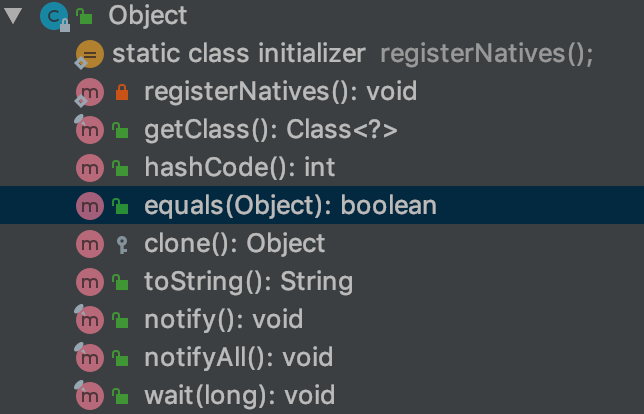 Object
static class initializer registerNatives();
registerNatives(): void
getClass(): Class<?>
hashCode(): int
equals(Object): boolean
clone(): Object
toString(): String
notify(): void
notifyAll(): void
wait(long): void